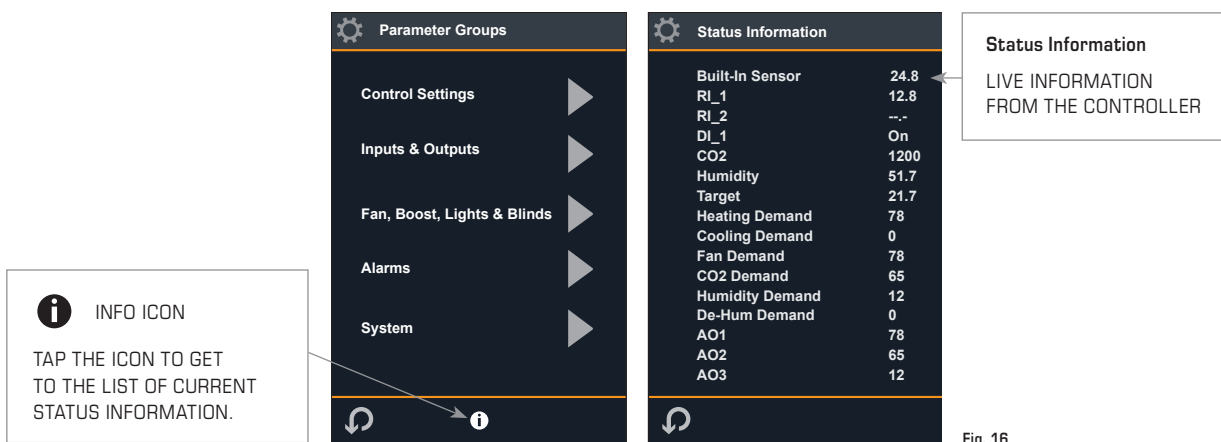 Parameter Groups
Control Settings
Inputs & Outputs
Fan, Boost, Lights & Blinds
Alarms
System
i
i INFO ICON
TAP THE ICON TO GET
TO THE LIST OF CURRENT
STATUS INFORMATION.
Status Information
Built-In Sensor 24.8
RI_1 12.8
RI_2 --.-
DI_1 On
CO2 1200
Humidity 51.7
Target 21.7
Heating Demand 78
Cooling Demand 0
Fan Demand 78
CO2 Demand 65
Humidity Demand 12
De-Hum Demand 0
AO1 78
AO2 65
AO3 12
Status Information
LIVE INFORMATION
FROM THE CONTROLLER
Fig. 16